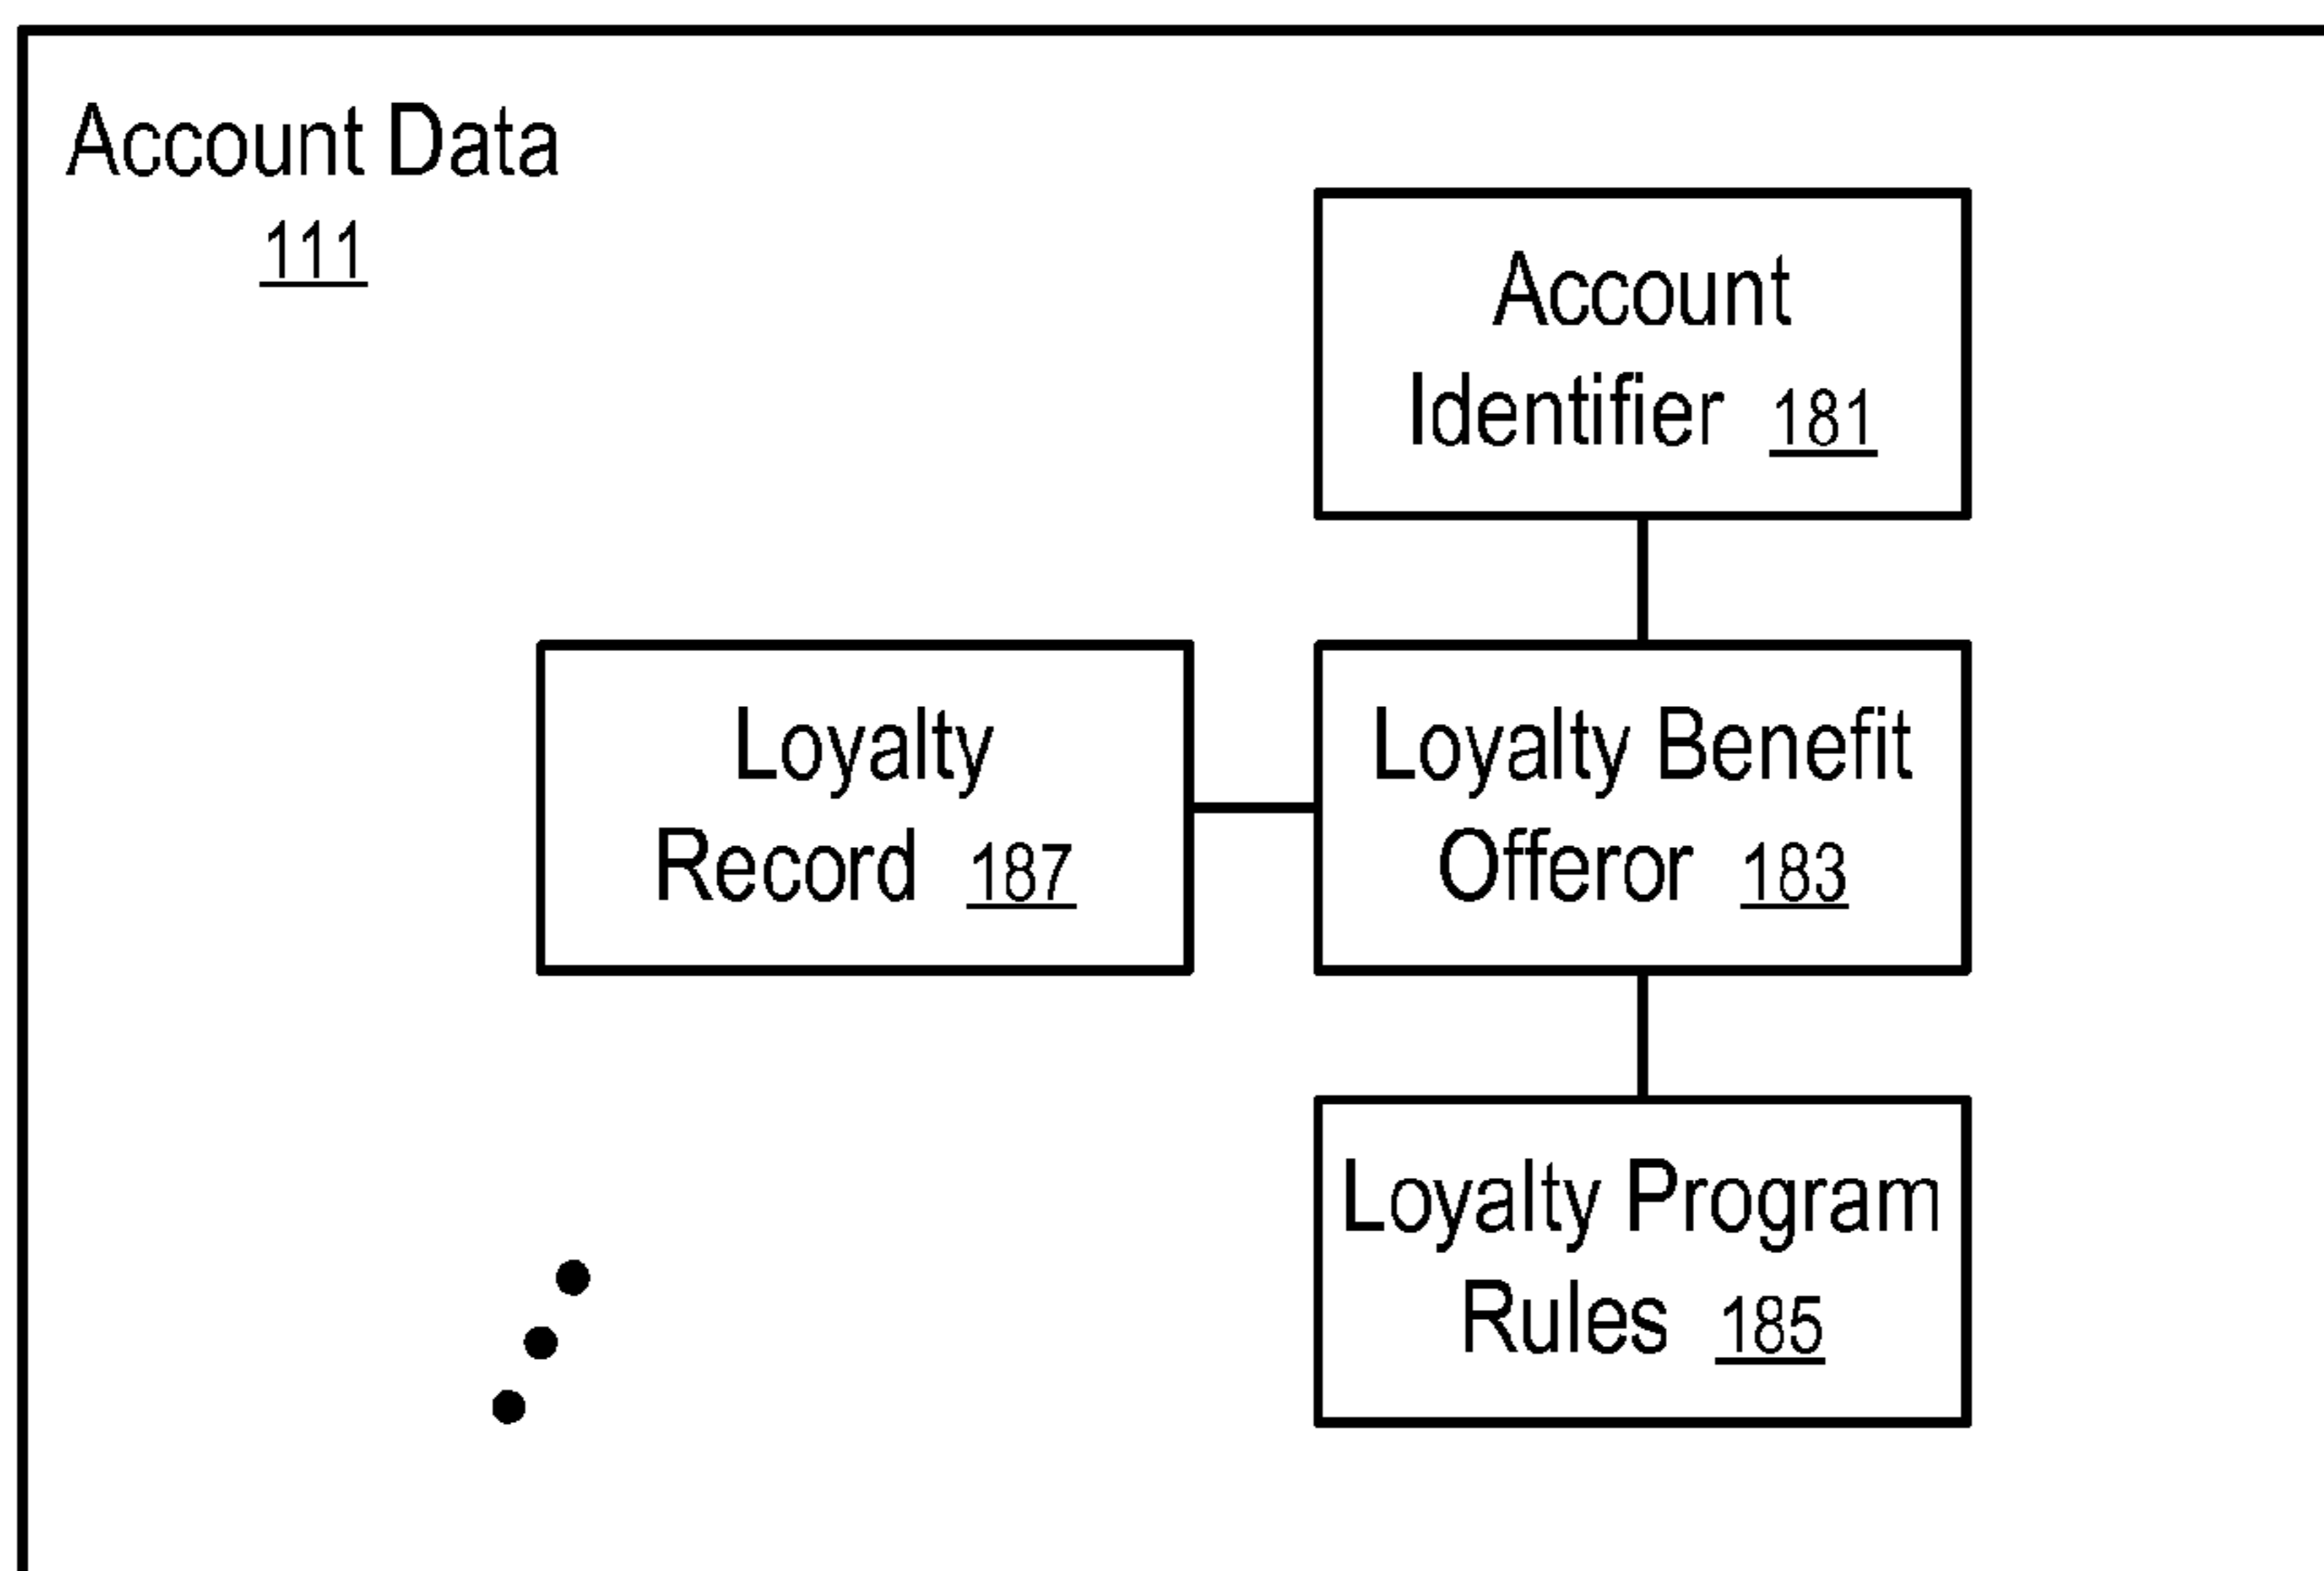 Account Data
111
Account
Identifier 181
Loyalty
Record 187
Loyalty Benefit
Offeror 183
Loyalty Program
Rules 185